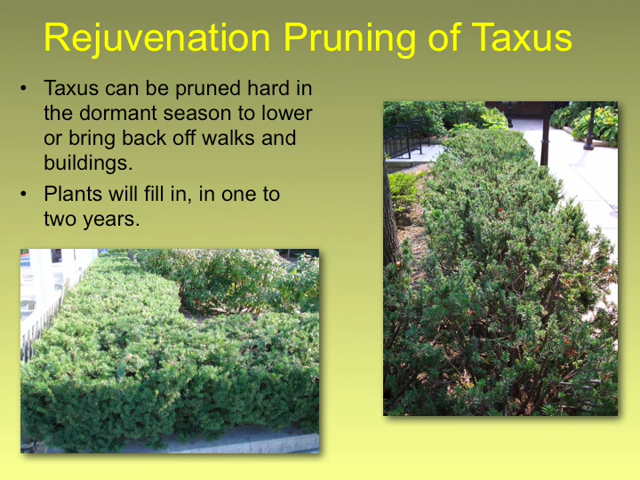 Rejuvenation Pruning of Taxus
• Taxus can be pruned hard in
the dormant season to lower
or bring back off walks and
buildings.
• Plants will fill in, in one to
two years.